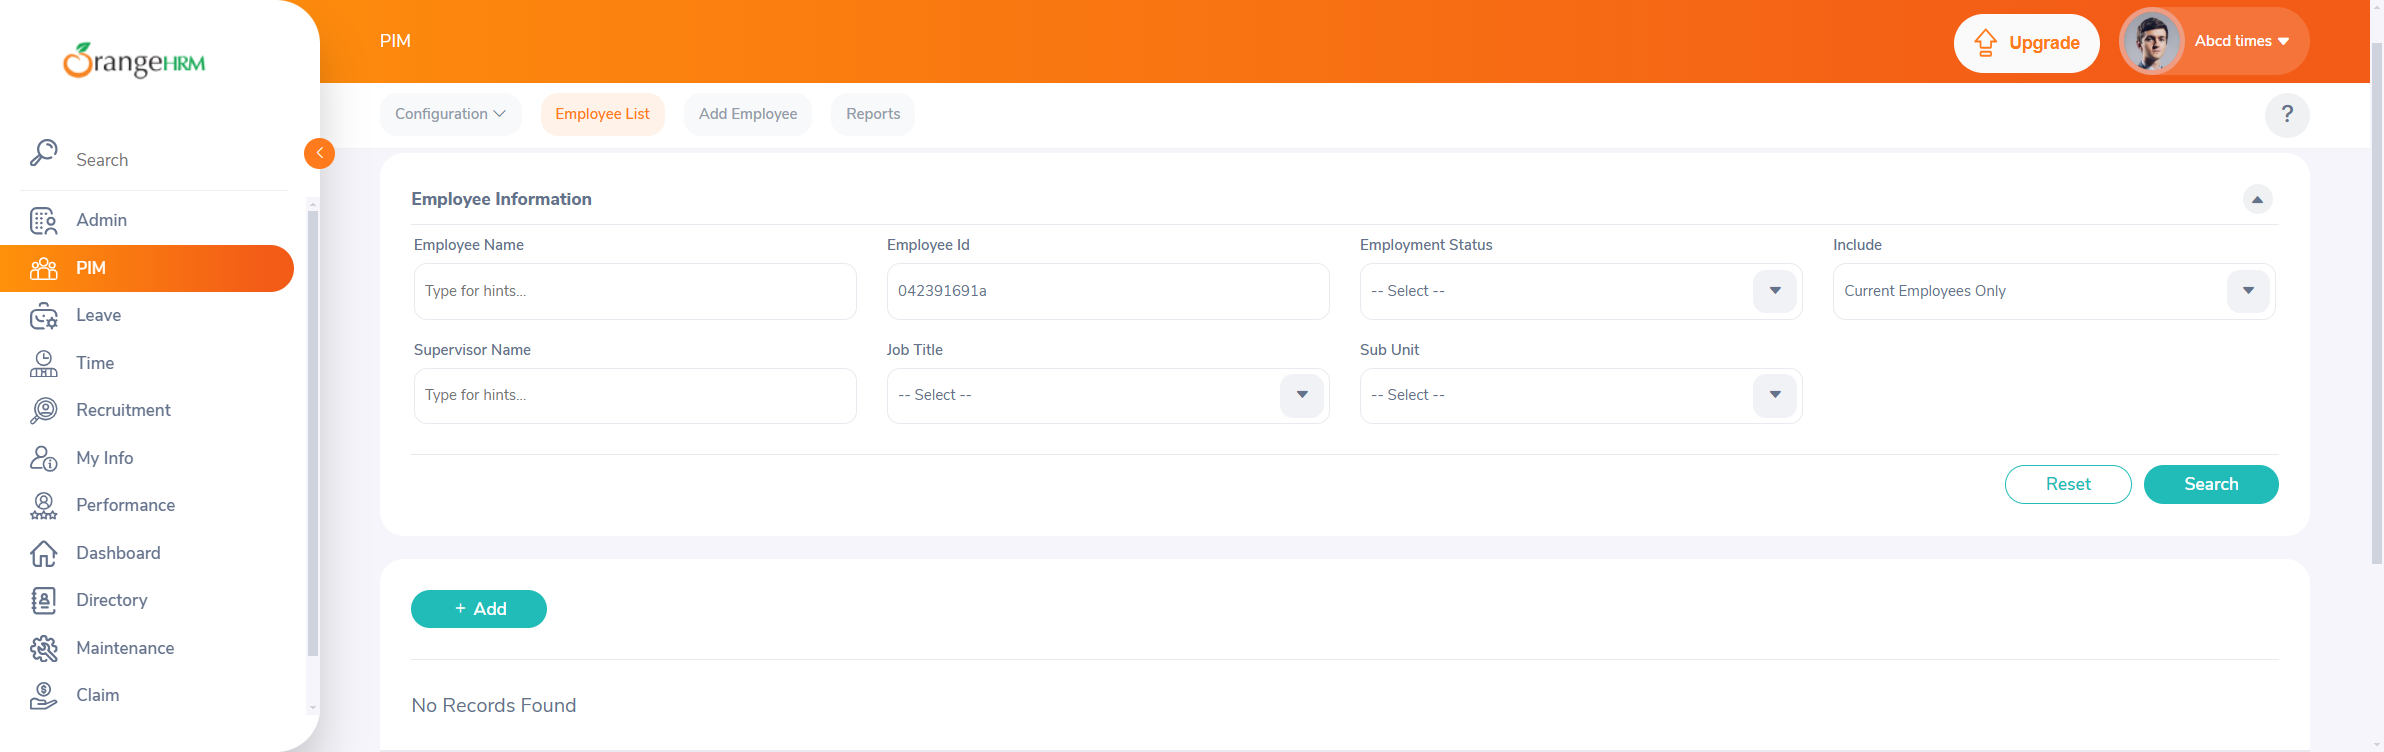 OrangeHRM
Search
Admin
PIM
Leave
Time
Recruitment
My Info
Performance
Dashboard
Directory
Maintenance
Claim
PIM
Upgrade
Abcd times
Configuration
Employee List
Add Employee
Reports
?
Employee Information
Employee Name
Employee Id
Employment Status
Include
Type for hints...
042391691a
-- Select --
Current Employees Only
Supervisor Name
Job Title
Sub Unit
Type for hints...
-- Select --
-- Select --
Reset
Search
+ Add
No Records Found